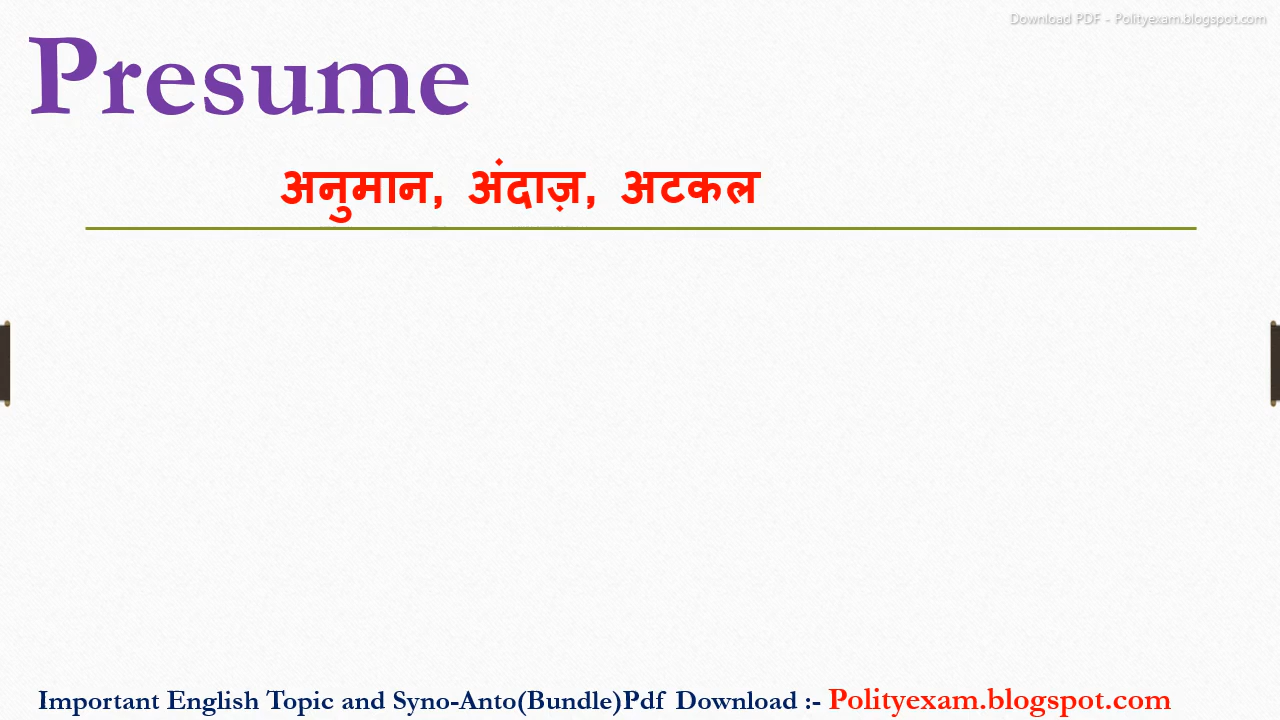 Download PDF - Polityexam.blogspot.com
Presume
अनुमान, अंदाज़, अटकल
Important English Topic and Syno-Anto(Bundle)Pdf Download :- Polityexam.blogspot.com